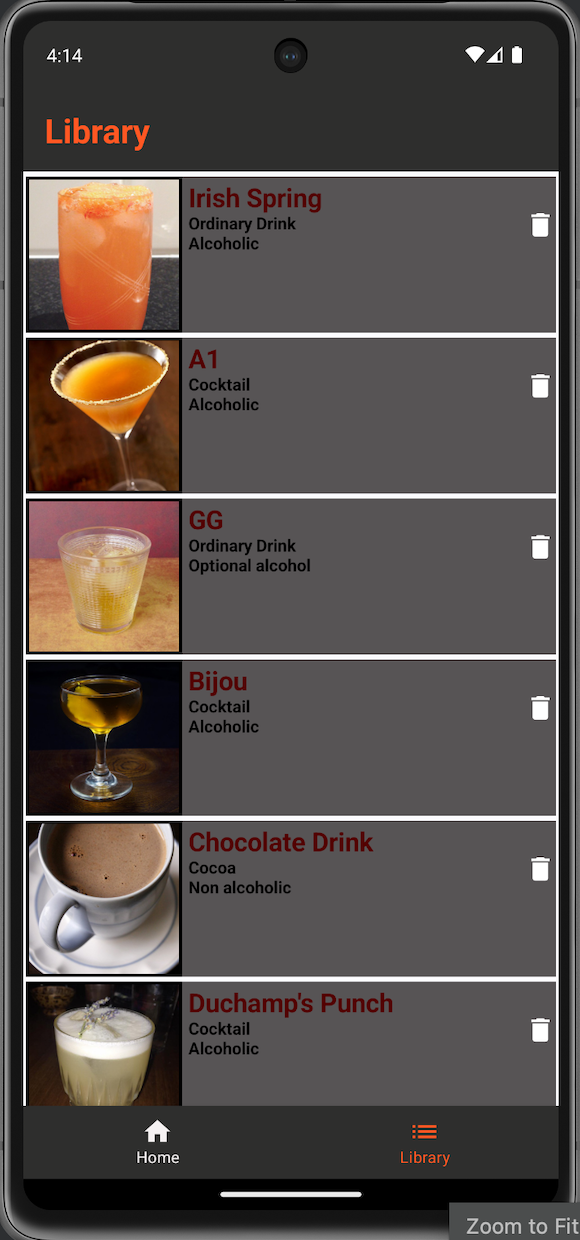 4:14
Library
Irish Spring
Ordinary Drink
Alcoholic
A1
Cocktail
Alcoholic
GG
Ordinary Drink
Optional alcohol
Bijou
Cocktail
Alcoholic
Chocolate Drink
Cocoa
Non alcoholic
Duchamp's Punch
Cocktail
Alcoholic
Home
Library
Zoom to Fit